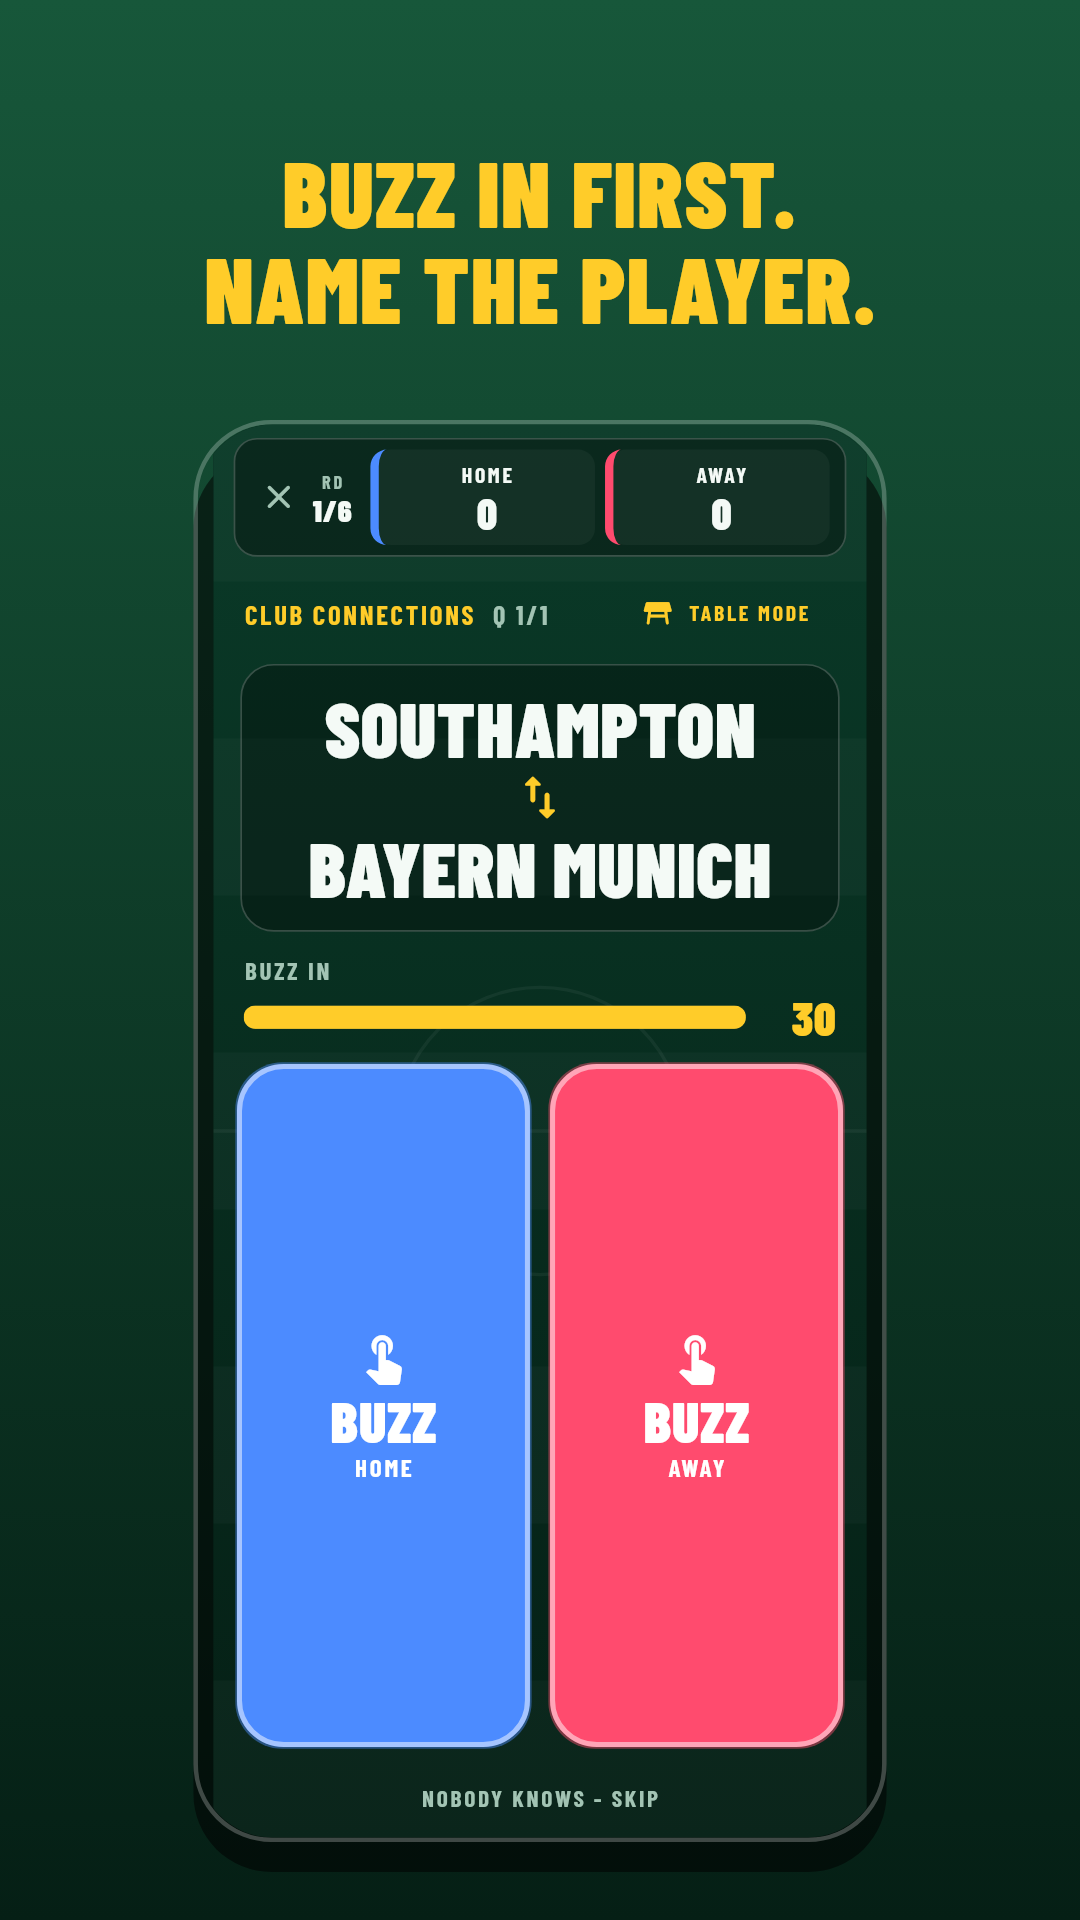 BUZZ IN FIRST.
NAME THE PLAYER.
RD
1/6
HOME
0
AWAY
0
CLUB CONNECTIONS Q 1/1
TABLE MODE
SOUTHAMPTON
BAYERN MUNICH
BUZZ IN
30
BUZZ
HOME
BUZZ
AWAY
NOBODY KNOWS - SKIP